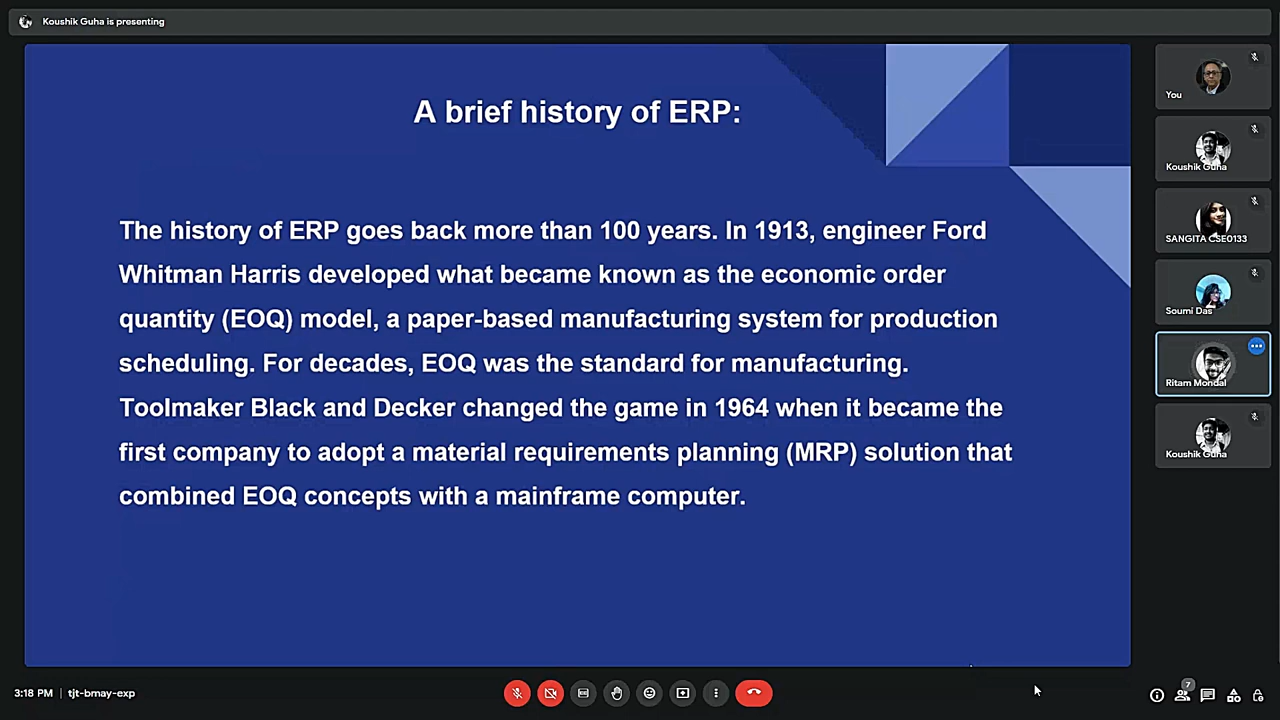 Koushik Guha is presenting
A brief history of ERP:
The history of ERP goes back more than 100 years. In 1913, engineer Ford
Whitman Harris developed what became known as the economic order
quantity (EOQ) model, a paper-based manufacturing system for production
scheduling. For decades, EOQ was the standard for manufacturing.
Toolmaker Black and Decker changed the game in 1964 when it became the
first company to adopt a material requirements planning (MRP) solution that
combined EOQ concepts with a mainframe computer.
You
Koushik Guha
SANGITA CSE0133
Soumi Das
Ritam Mondal
Koushik Guha
3:18 PM | tjt-bmay-exp
7